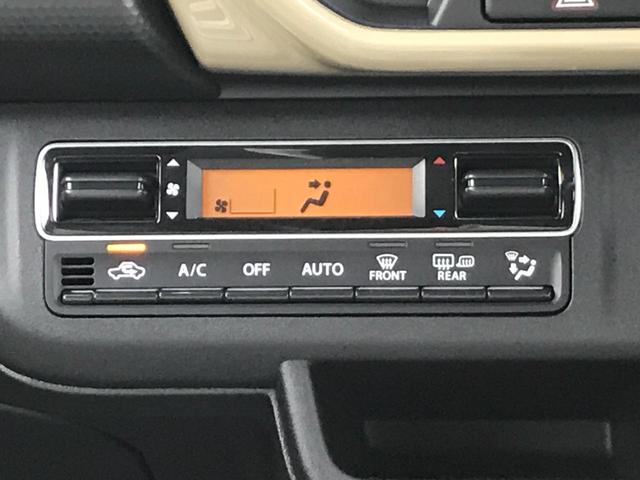 A/C OFF AUTO FRONT REAR